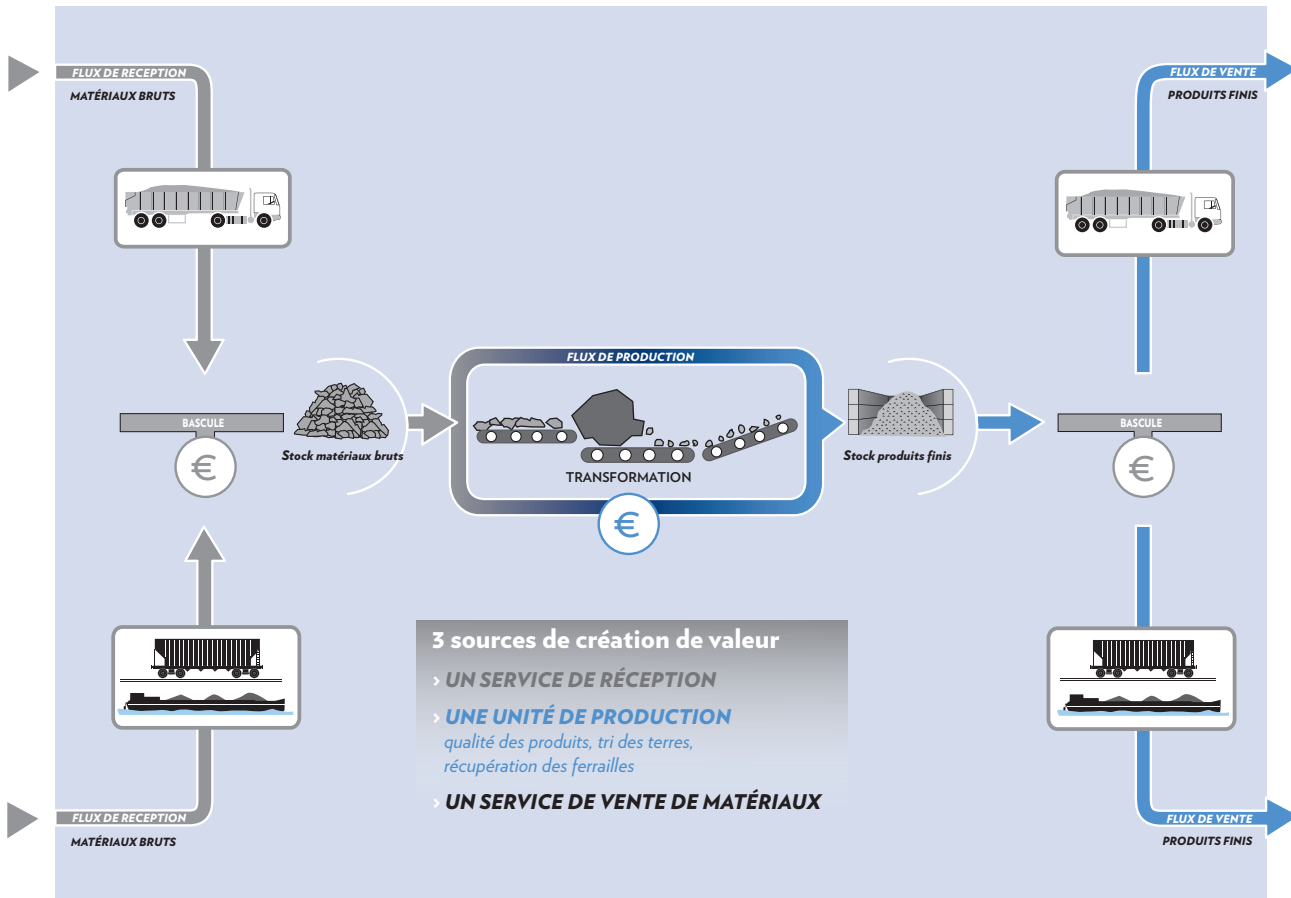 FLUX DE RECEPTION
MATÉRIAUX BRUTS
FLUX DE VENTE
PRODUITS FINIS
FLUX DE PRODUCTION
BASCULE
€
Stock matériaux bruts
TRANSFORMATION
€
Stock produits finis
BASCULE
€
3 sources de création de valeur
› UN SERVICE DE RÉCEPTION
› UNE UNITÉ DE PRODUCTION
qualité des produits, tri des terres,
récupération des ferrailles
› UN SERVICE DE VENTE DE MATÉRIAUX
FLUX DE RECEPTION
MATÉRIAUX BRUTS
FLUX DE VENTE
PRODUITS FINIS